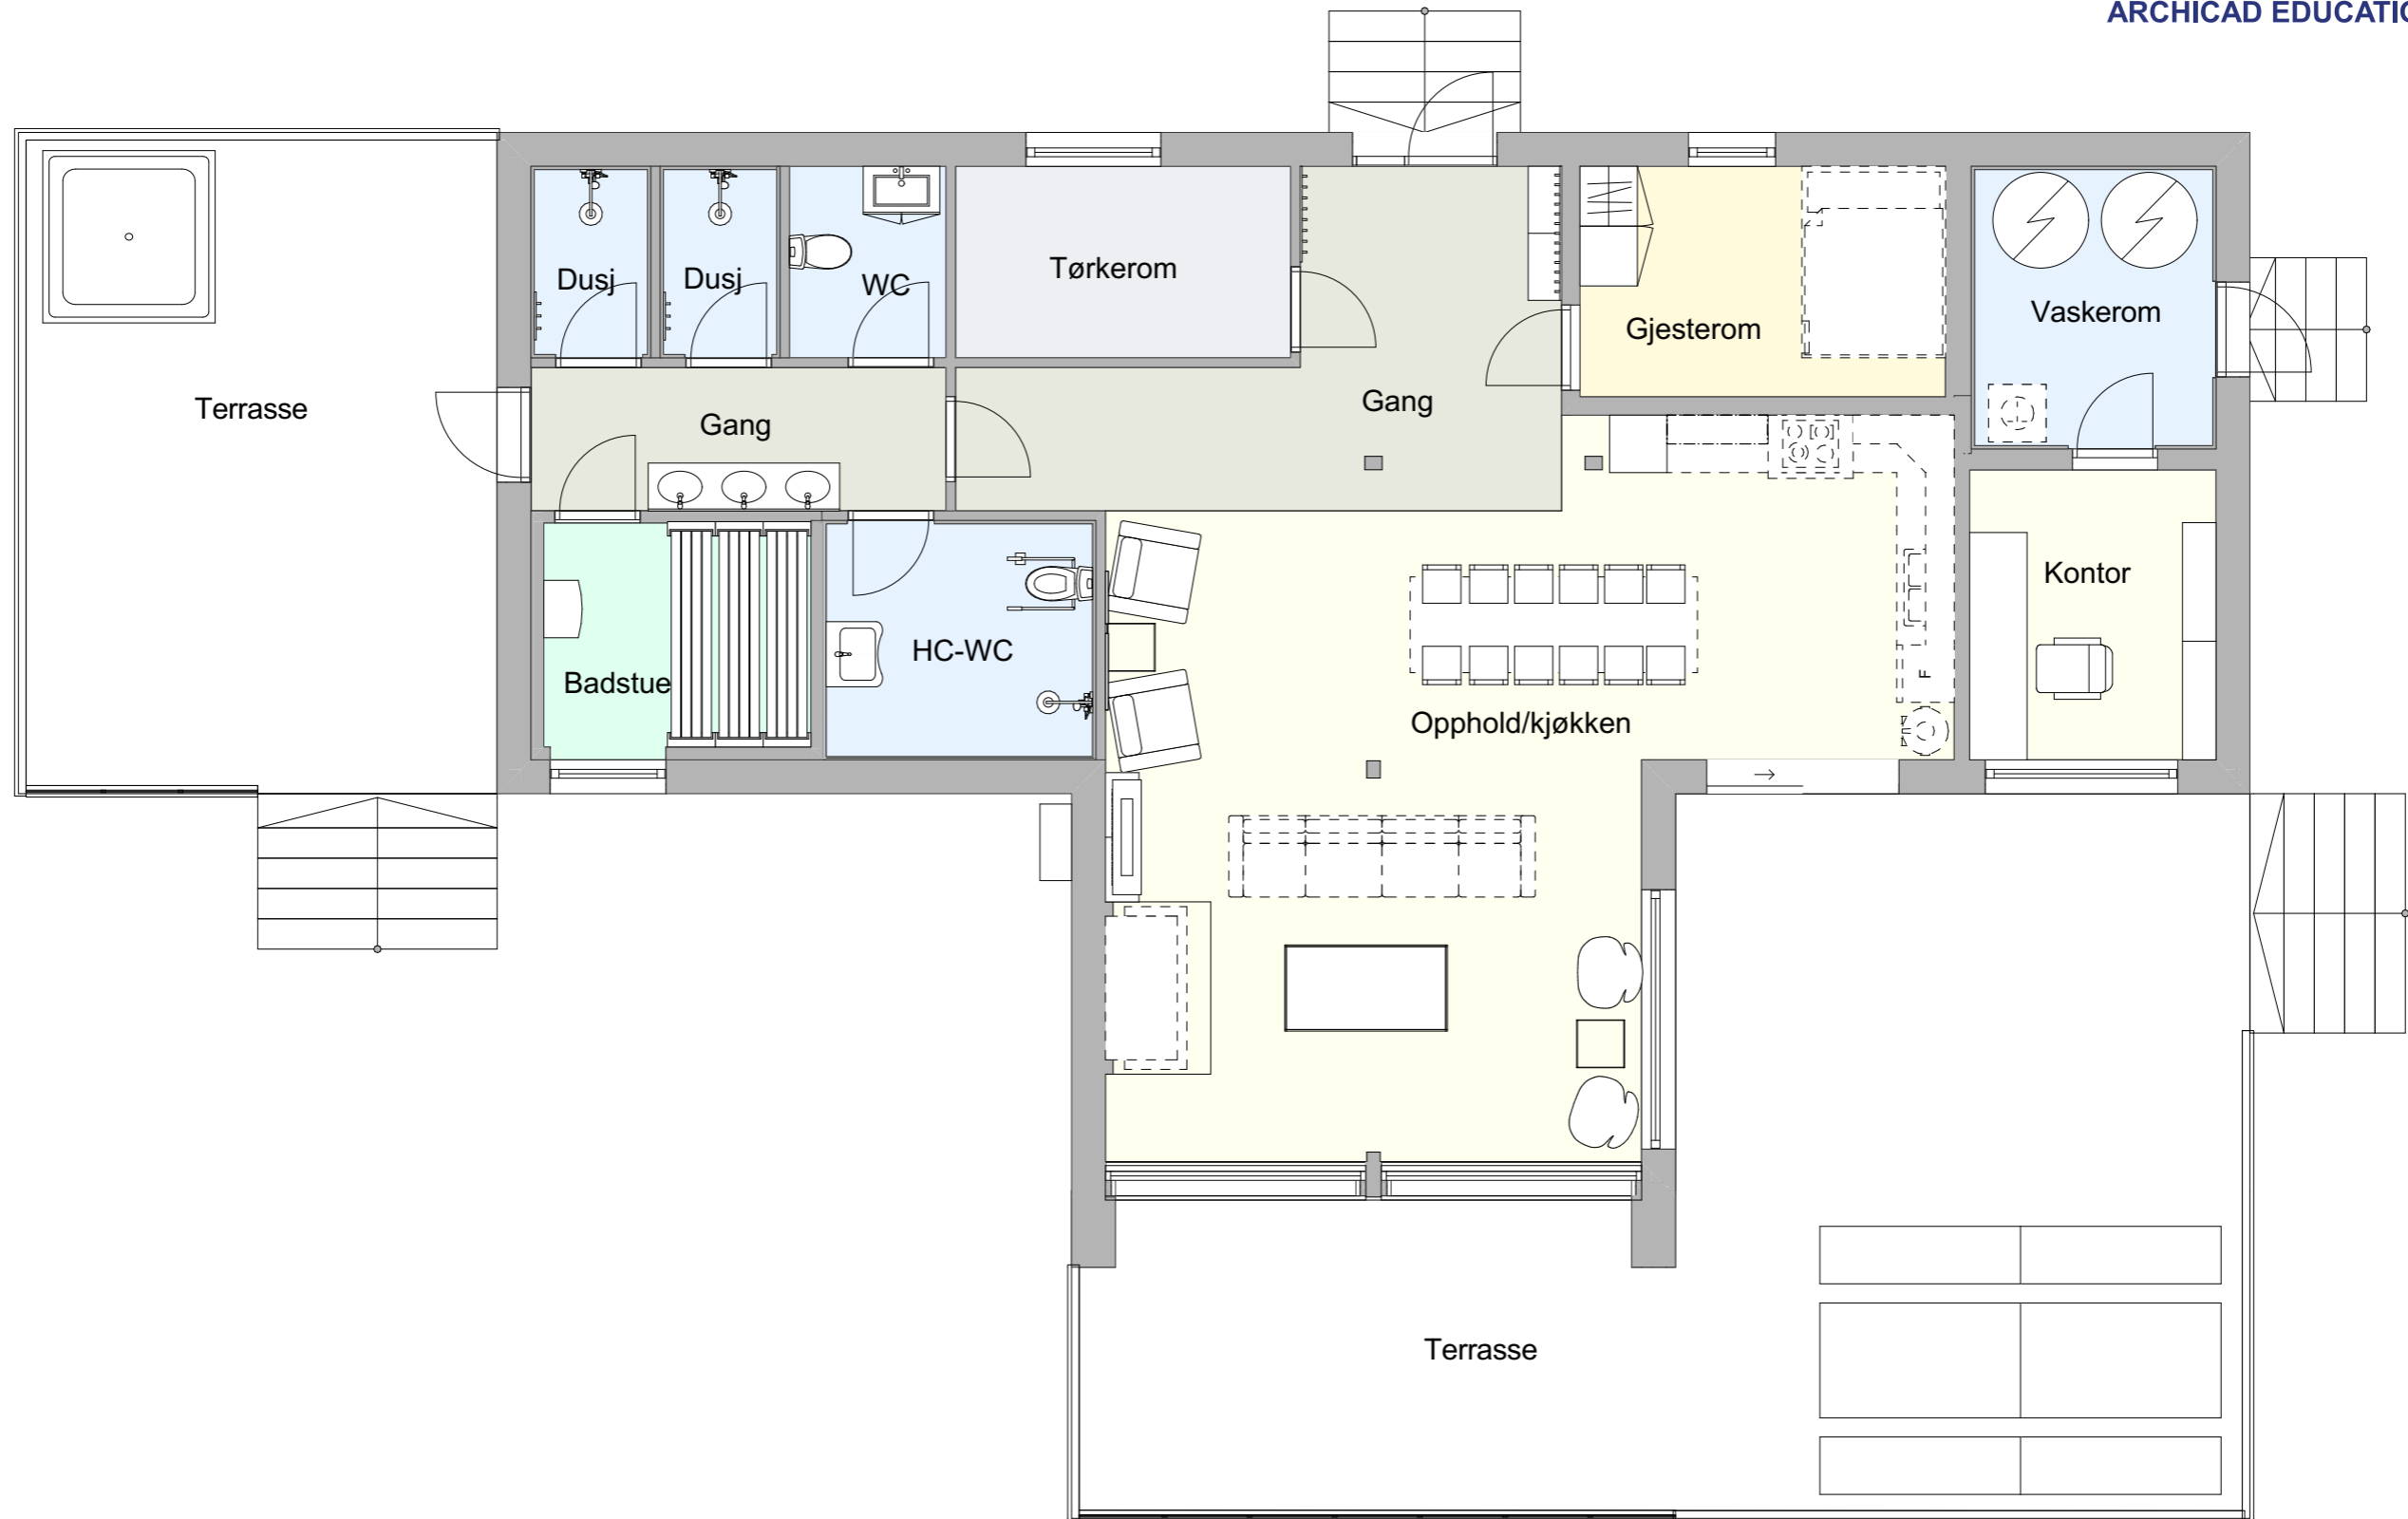 ARCHICAD EDUCATIO
Dusj
Dusj
WC
Tørkerom
Gjesterom
Vaskerom
Terrasse
Gang
Gang
Kontor
Badstue
HC-WC
Opphold/kjøkken
F
Terrasse